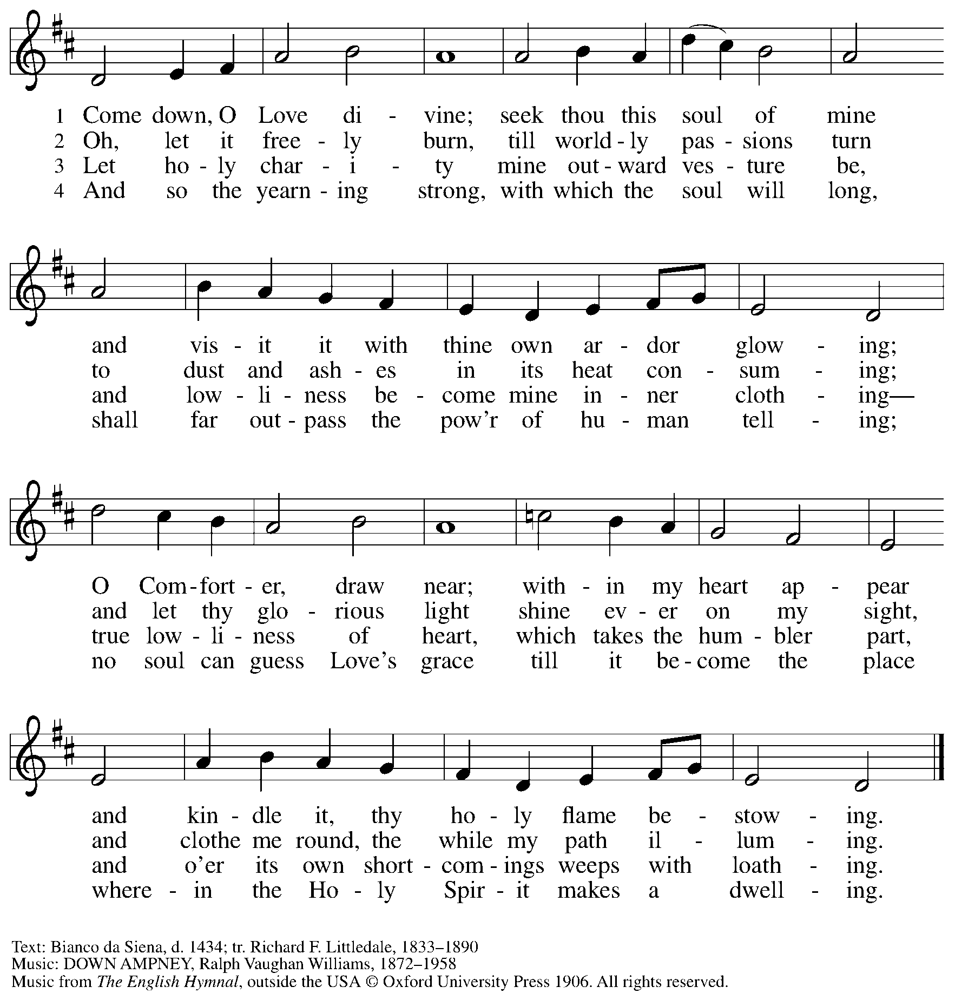 1 Come down, O Love di - vine; seek thou this soul of mine
2 Oh, let it free - ly burn, till world - ly pas - sions turn
3 Let ho - ly char - i - ty mine out - ward ves - ture be,
4 And so the yearn - ing strong, with which the soul will long,
and vis - it it with thine own ar - dor glow - ing;
to dust and ash - es in its heat con - sum - ing;
and low - li - ness be - come mine in - ner cloth - ing—
shall far out - pass the pow'r of hu - man tell - ing;
O Com - fort - er, draw near; with - in my heart ap - pear
and let thy glo - rious light shine ev - er on my sight,
true low - li - ness of heart, which takes the hum - bler part,
no soul can guess Love's grace till it be - come the place
and kin - dle it, thy ho - ly flame be - stow - ing.
and clothe me round, the while my path il - lum - ing.
and o'er its own short - com - ings weeps with loath - ing.
where - in the Ho - ly Spir - it makes a dwell - ing.
Text: Bianco da Siena, d. 1434; tr. Richard F. Littledale, 1833–1890
Music: DOWN AMPNEY, Ralph Vaughan Williams, 1872–1958
Music from The English Hymnal, outside the USA © Oxford University Press 1906. All rights reserved.